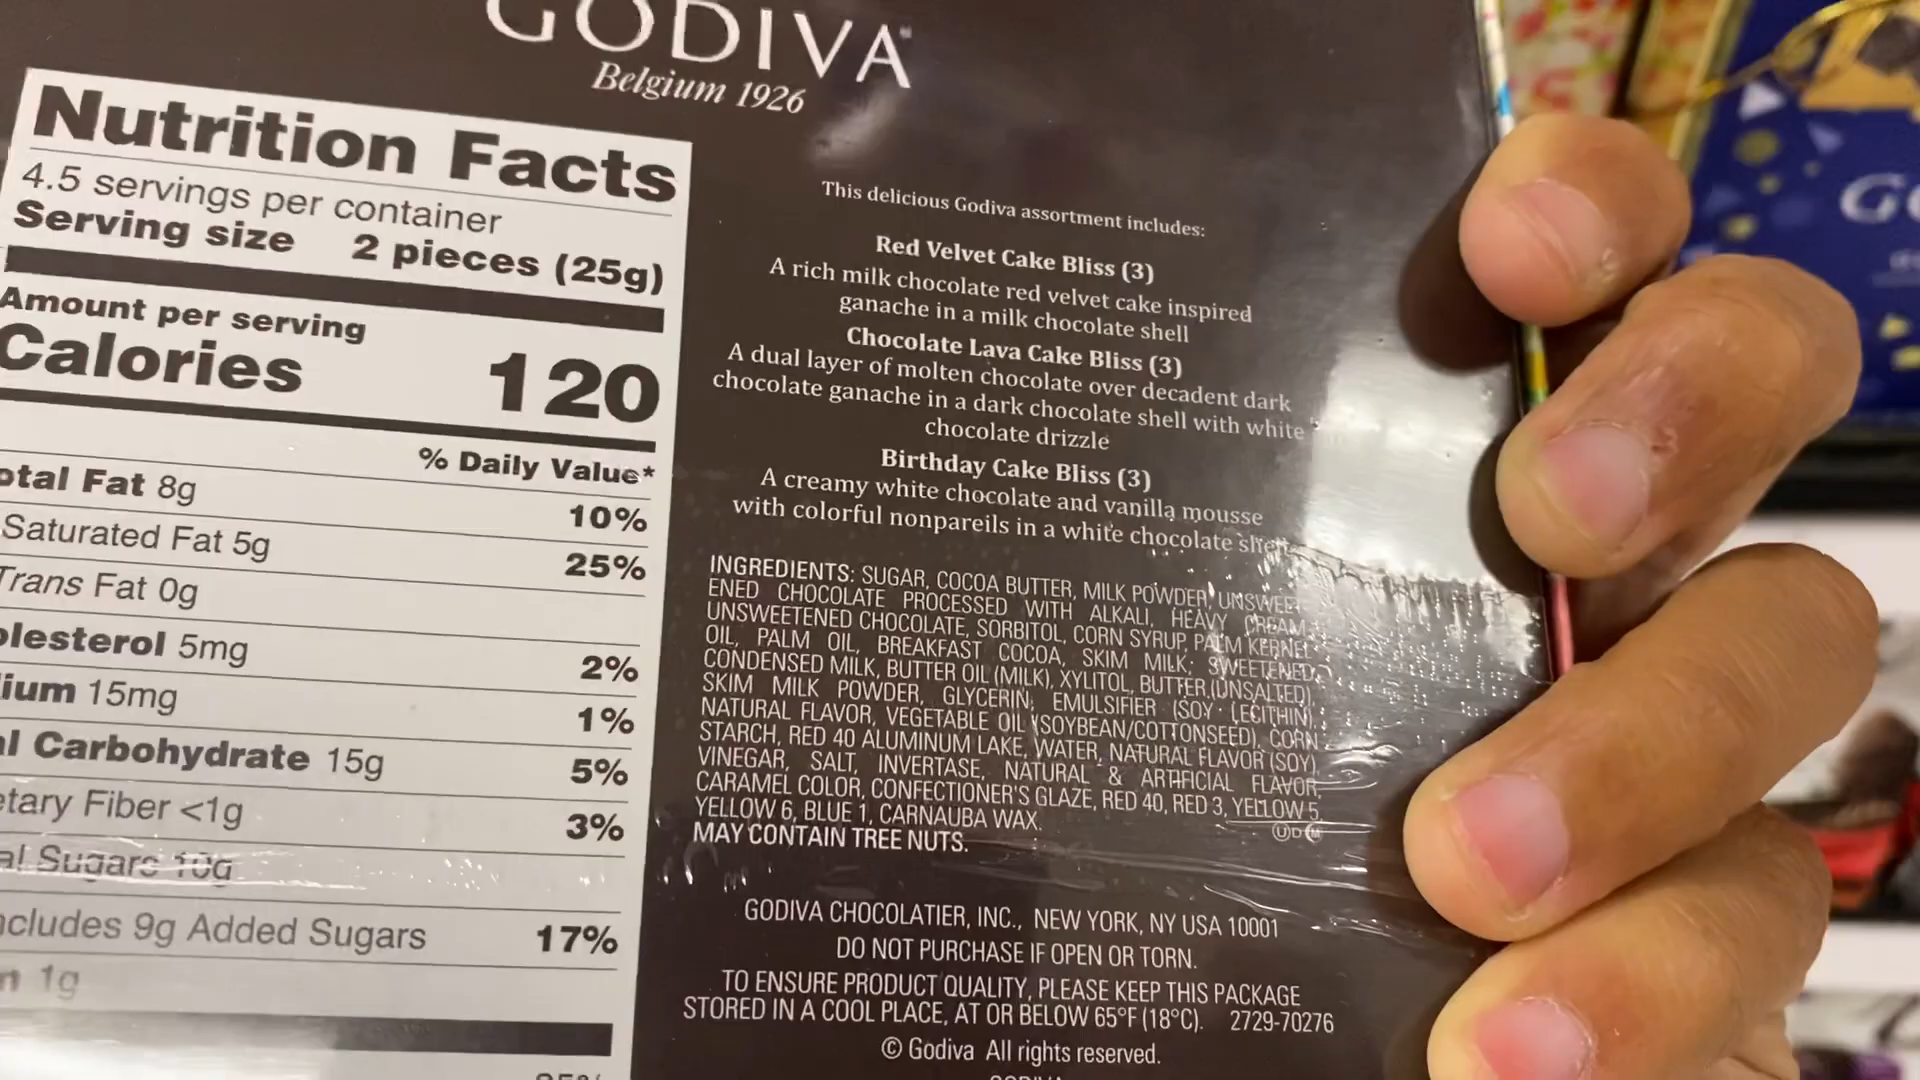 GODIVA
Belgium 1926
Nutrition Facts
4.5 servings per container
Serving size 2 pieces (25g)
Amount per serving
Calories 120
% Daily Value*
otal Fat 8g 10%
Saturated Fat 5g 25%
Trans Fat 0g
olesterol 5mg 2%
ium 15mg 1%
al Carbohydrate 15g 5%
etary Fiber <1g 3%
al Sugars 10g
ncludes 9g Added Sugars 17%
n 1g
This delicious Godiva assortment includes:
Red Velvet Cake Bliss (3)
A rich milk chocolate red velvet cake inspired
ganache in a milk chocolate shell
Chocolate Lava Cake Bliss (3)
A dual layer of molten chocolate over decadent dark
chocolate ganache in a dark chocolate shell with white
chocolate drizzle
Birthday Cake Bliss (3)
A creamy white chocolate and vanilla mousse
with colorful nonpareils in a white chocolate shell
INGREDIENTS: SUGAR, COCOA BUTTER, MILK POWDER, UNSWEET-
ENED CHOCOLATE PROCESSED WITH ALKALI, HEAVY CREAM,
UNSWEETENED CHOCOLATE, SORBITOL, CORN SYRUP, PALM KERNEL
OIL, PALM OIL, BREAKFAST COCOA, SKIM MILK, SWEETENED
CONDENSED MILK, BUTTER OIL (MILK), XYLITOL, BUTTER (UNSALTED),
SKIM MILK POWDER, GLYCERIN, EMULSIFIER (SOY LECITHIN),
NATURAL FLAVOR, VEGETABLE OIL (SOYBEAN/COTTONSEED), CORN
STARCH, RED 40 ALUMINUM LAKE, WATER, NATURAL FLAVOR (SOY),
VINEGAR, SALT, INVERTASE, NATURAL & ARTIFICIAL FLAVOR,
CARAMEL COLOR, CONFECTIONER'S GLAZE, RED 40, RED 3, YELLOW 5,
YELLOW 6, BLUE 1, CARNAUBA WAX.
MAY CONTAIN TREE NUTS.
GODIVA CHOCOLATIER, INC., NEW YORK, NY USA 10001
DO NOT PURCHASE IF OPEN OR TORN.
TO ENSURE PRODUCT QUALITY, PLEASE KEEP THIS PACKAGE
STORED IN A COOL PLACE, AT OR BELOW 65°F (18°C). 2729-70276
© Godiva All rights reserved.